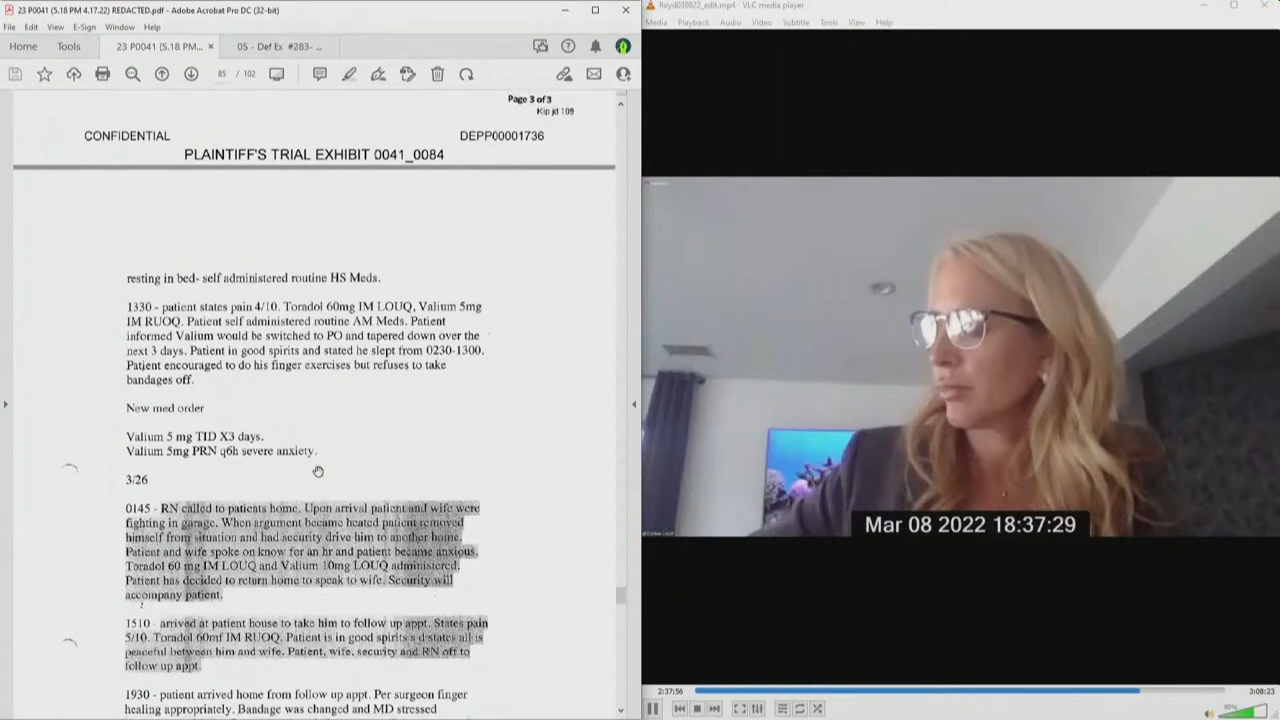 23 P0041 (5.18 PM 4.17.22) REDACTED.pdf - Adobe Acrobat Pro DC (32-bit)
File Edit View E-Sign Window Help
Home Tools 23 P0041 (5.18 PM... × 05 - Def Ex #283- ...
85 / 102
Page 3 of 3
CONFIDENTIAL DEPP00001736
PLAINTIFF'S TRIAL EXHIBIT 0041_0084
resting in bed- self administered routine HS Meds.
1330 - patient states pain 4/10. Toradol 60mg IM LOUQ, Valium 5mg
IM RUOQ. Patient self administered routine AM Meds. Patient
informed Valium would be switched to PO and tapered down over the
next 3 days. Patient in good spirits and stated he slept from 0230-1300.
Patient encouraged to do his finger exercises but refuses to take
bandages off.
New med order
Valium 5 mg TID X3 days.
Valium 5mg PRN q6h severe anxiety.
3/26
0145 - RN called to patients home. Upon arrival patient and wife were
fighting in garage. When argument became heated patient removed
himself from situation and had security drive him to another home.
Patient and wife spoke on know for an hr and patient became anxious.
Toradol 60 mg IM LOUQ and Valium 10mg LOUQ administered.
Patient has decided to return home to speak to wife. Security will
accompany patient.
1510 - arrived at patient house to take him to follow up appt. States pain
5/10. Toradol 60mf IM RUOQ. Patient is in good spirits states all is
peaceful between him and wife. Patient, wife, security and RN off to
follow up appt.
1930 - patient arrived home from follow up appt. Per surgeon finger
healing appropriately. Bandage was changed and MD stressed
floyd030822_edit.mp4 - VLC media player
Media Playback Audio Video Subtitle Tools View Help
Mar 08 2022 18:37:29
2:37:56 3:08:23
90%